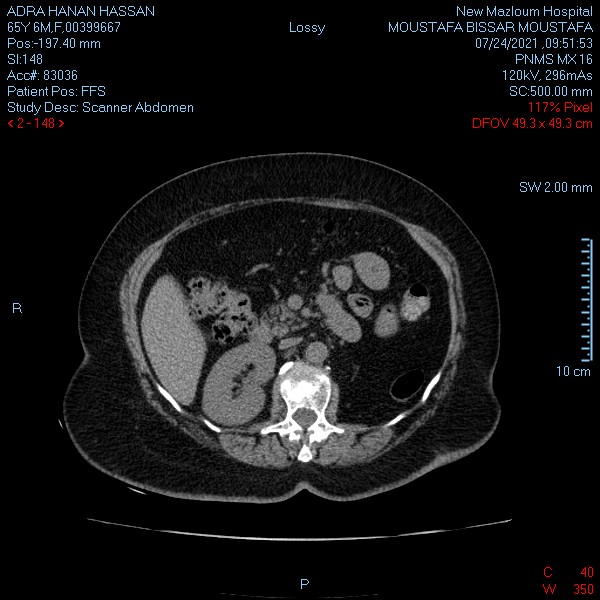 ADRA HANAN HASSAN
65Y 6M,F,00399667
Pos:-197.40 mm
SI:148
Acc#: 83036
Patient Pos: FFS
Study Desc: Scanner Abdomen
< 2 - 148 >
Lossy
New Mazloum Hospital
MOUSTAFA BISSAR MOUSTAFA
07/24/2021 ,09:51:53
PNMS MX 16
120kV, 296mAs
SC:500.00 mm
117% Pixel
DFOV 49.3 x 49.3 cm
SW 2.00 mm
R
10 cm
P
C 40
W 350